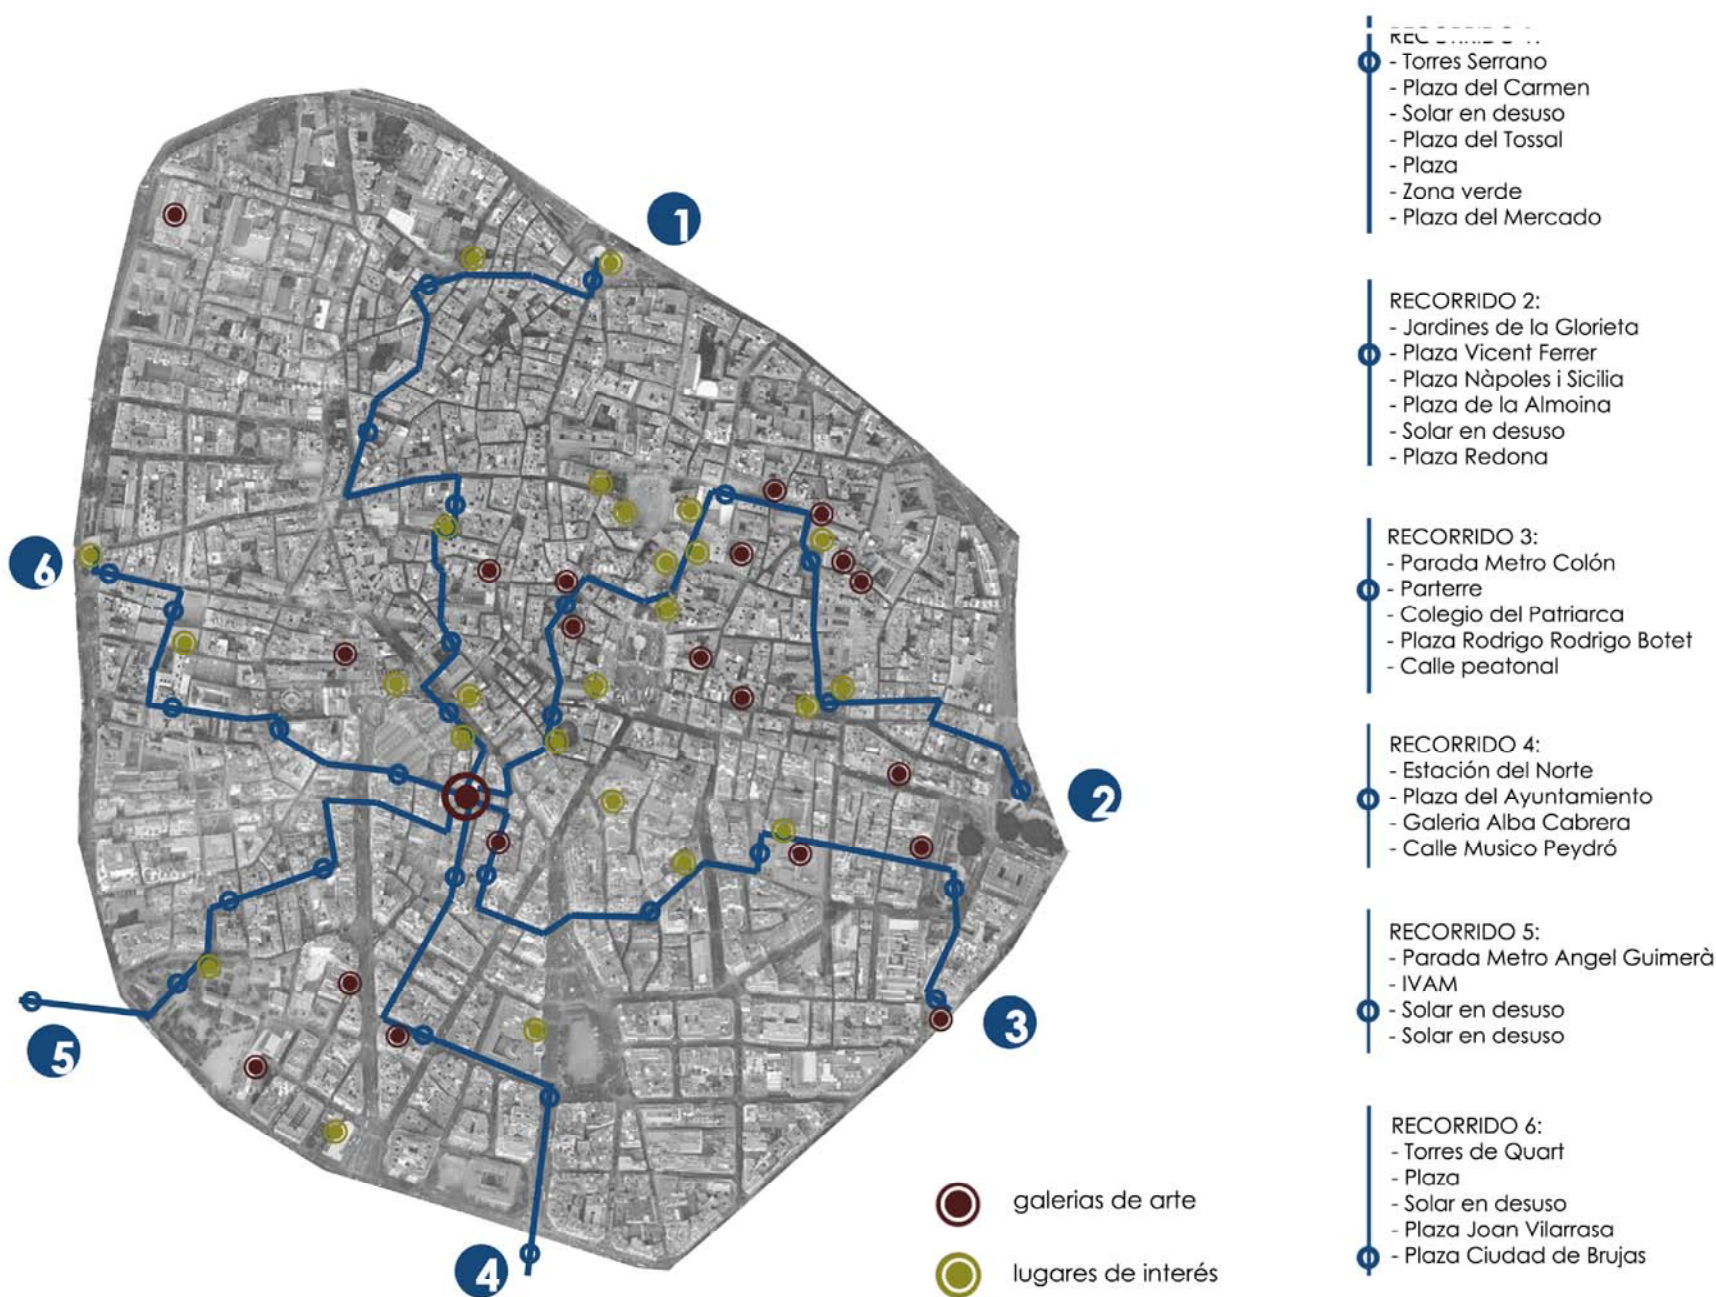 - Torres Serrano
- Plaza del Carmen
- Solar en desuso
- Plaza del Tossal
- Plaza
- Zona verde
- Plaza del Mercado
RECORRIDO 2:
- Jardines de la Glorieta
- Plaza Vicent Ferrer
- Plaza Nàpoles i Sicilia
- Plaza de la Almoina
- Solar en desuso
- Plaza Redona
RECORRIDO 3:
- Parada Metro Colón
- Parterre
- Colegio del Patriarca
- Plaza Rodrigo Rodrigo Botet
- Calle peatonal
RECORRIDO 4:
- Estación del Norte
- Plaza del Ayuntamiento
- Galeria Alba Cabrera
- Calle Musico Peydró
RECORRIDO 5:
- Parada Metro Angel Guimerà
- IVAM
- Solar en desuso
- Solar en desuso
RECORRIDO 6:
- Torres de Quart
- Plaza
- Solar en desuso
- Plaza Joan Vilarrasa
- Plaza Ciudad de Brujas
1
2
3
4
5
6
galerias de arte
lugares de interés